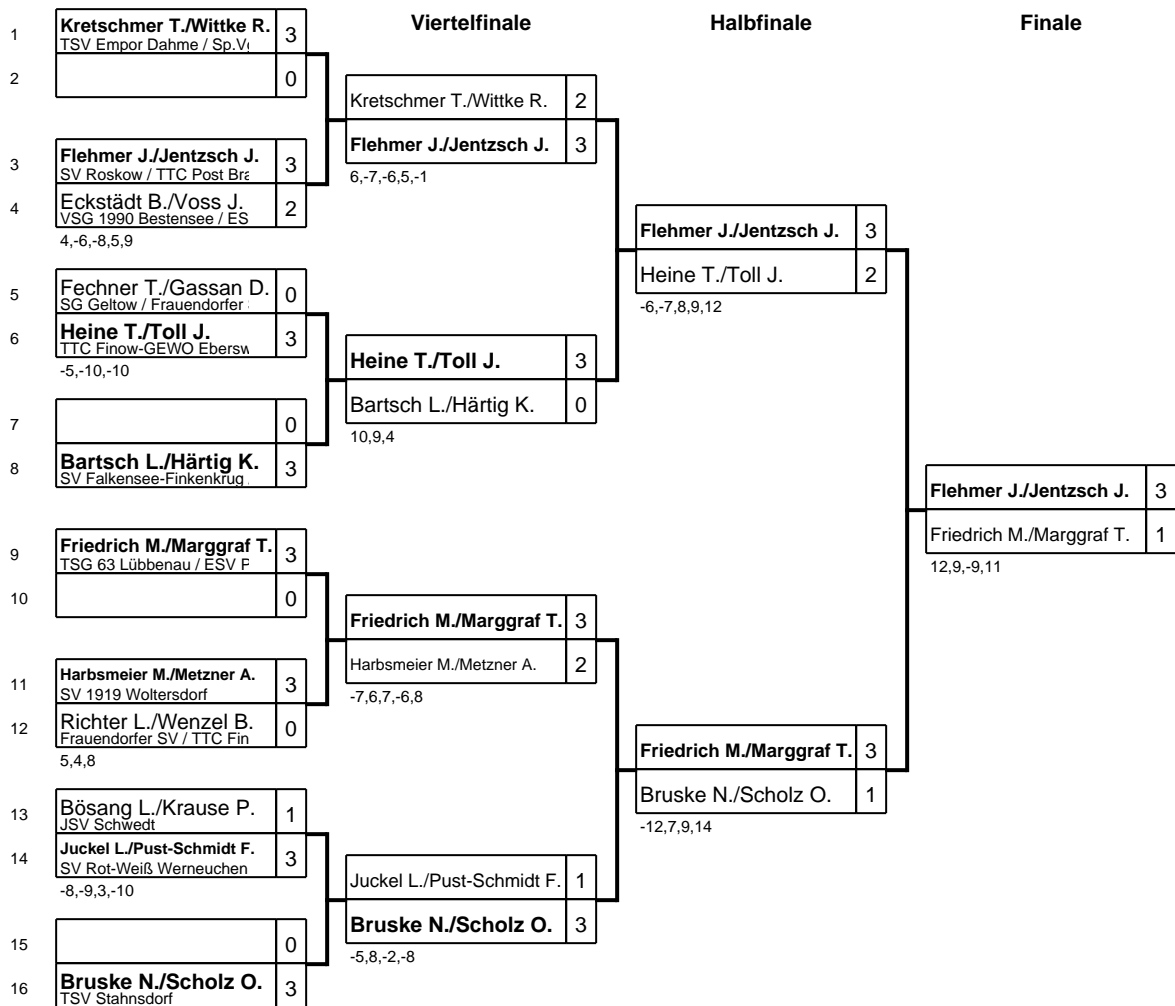 Viertelfinale
Halbfinale
Finale
1
Kretschmer T./Wittke R. 3
TSV Empor Dahme / Sp.
2
0
3
Flehmer J./Jentzsch J. 3
SV Roskow / TTC Post
4
Eckstädt B./Voss J. 2
VSG 1990 Bestensee / ES
4,-6,-8,5,9
5
Fechner T./Gassan D. 0
SG Geltow / Frauendorfer
6
Heine T./Toll J. 3
TTC Finow-GEWO Ebersw
-5,-10,-10
7
0
8
Bartsch L./Härtig K. 3
SV Falkensee-Finkenkrug
9
Friedrich M./Marggraf T. 3
TSG 63 Lübbenau / ESV
10
0
11
Harbsmeier M./Metzner A. 3
SV 1919 Woltersdorf
12
Richter L./Wenzel B. 0
Frauendorfer SV / TTC Fin
5,4,8
13
Bösang L./Krause P. 1
JSV Schwedt
14
Juckel L./Pust-Schmidt F. 3
SV Rot-Weiß Werneuchen
-8,-9,3,-10
15
0
16
Bruske N./Scholz O. 3
TSV Stahnsdorf
Kretschmer T./Wittke R. 2
Flehmer J./Jentzsch J. 3
6,-7,-6,5,-1
Heine T./Toll J. 3
Bartsch L./Härtig K. 0
10,9,4
Friedrich M./Marggraf T. 3
Harbsmeier M./Metzner A. 2
-7,6,7,-6,8
Juckel L./Pust-Schmidt F. 1
Bruske N./Scholz O. 3
-5,8,-2,-8
Flehmer J./Jentzsch J. 3
Heine T./Toll J. 2
-6,-7,8,9,12
Friedrich M./Marggraf T. 3
Bruske N./Scholz O. 1
-12,7,9,14
Flehmer J./Jentzsch J. 3
Friedrich M./Marggraf T. 1
12,9,-9,11